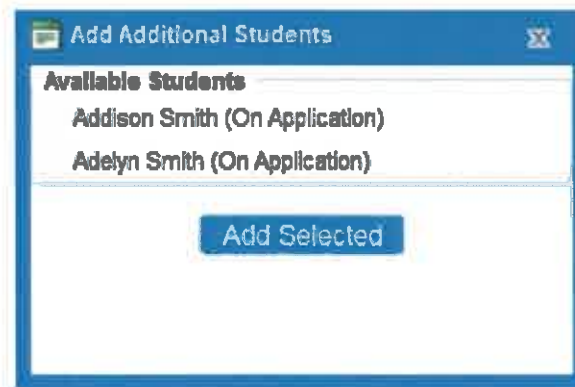 Add Additional Students
Available Students
Addison Smith (On Application)
Adelyn Smith (On Application)
Add Selected